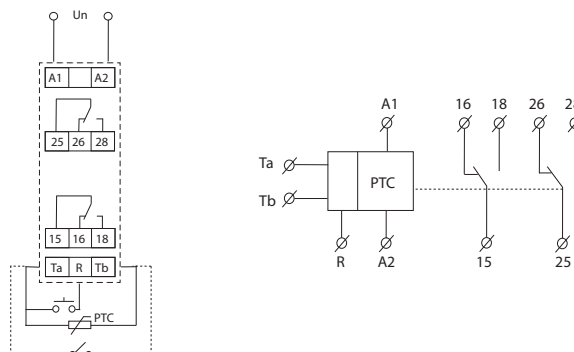 Un
A1 A2
25 26 28
15 16 18
Ta R Tb
PTC
A1 16 18 26
Ta
Tb
PTC
R A2 15 25